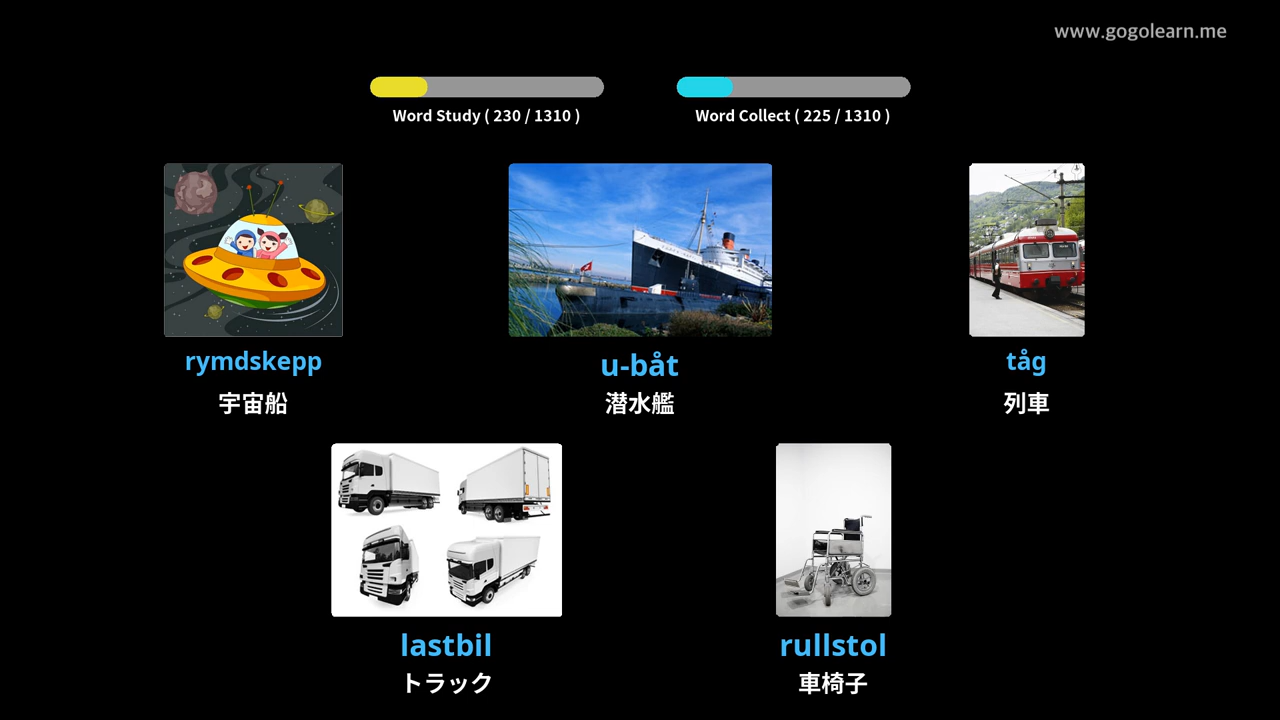 www.gogolearn.me
Word Study ( 230 / 1310 )
Word Collect ( 225 / 1310 )
rymdskepp
宇宙船
u-båt
潜水艦
tåg
列車
lastbil
トラック
rullstol
車椅子